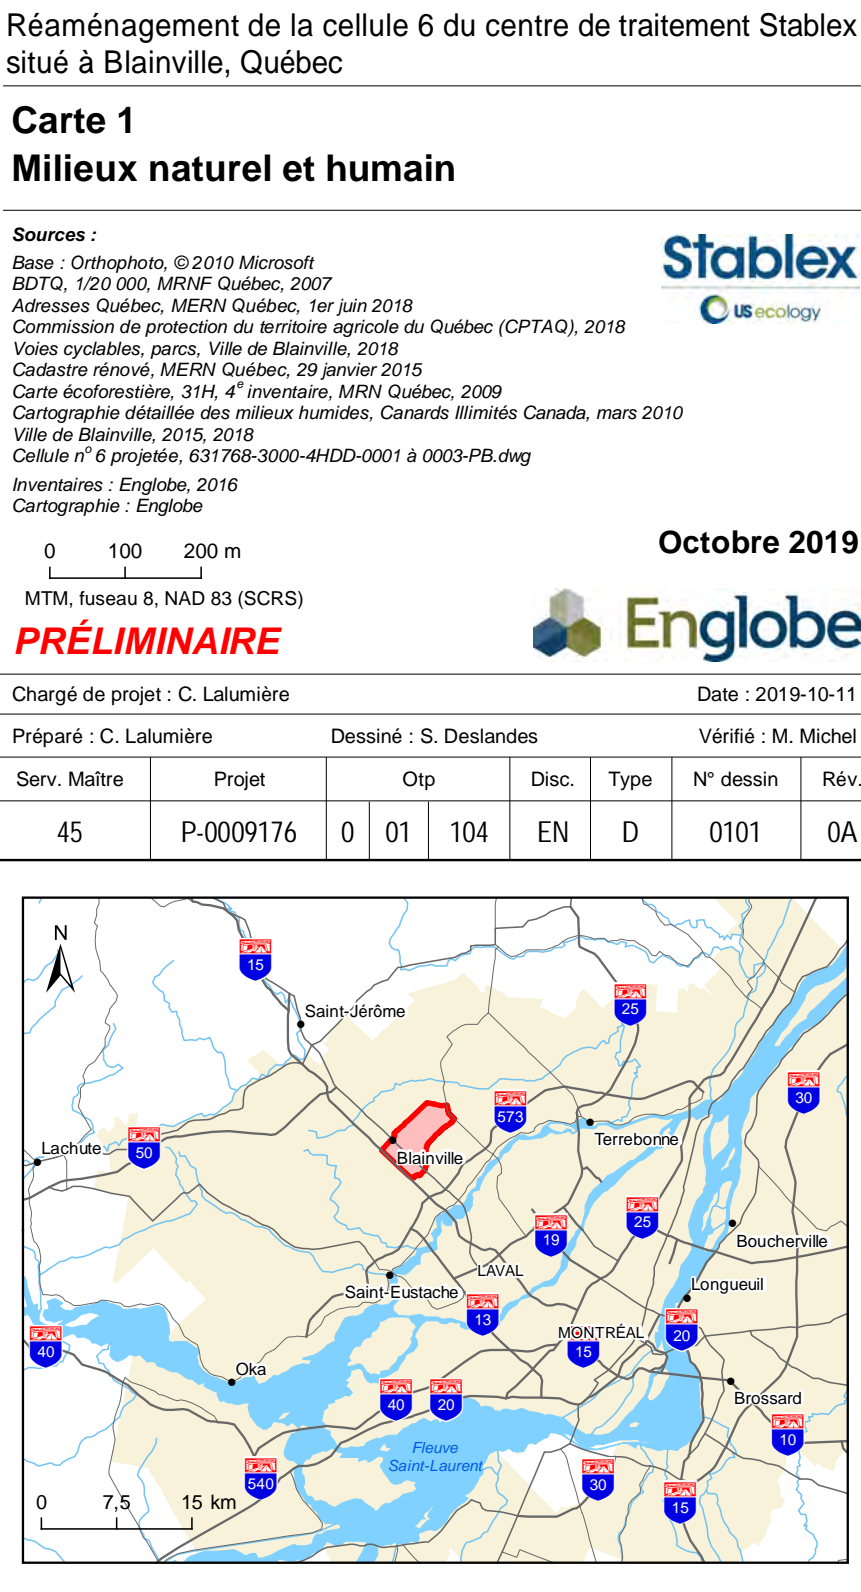 Réaménagement de la cellule 6 du centre de traitement Stablex
situé à Blainville, Québec
Carte 1
Milieux naturel et humain
Sources :
Base : Orthophoto, © 2010 Microsoft
BDTQ, 1/20 000, MRNF Québec, 2007
Adresses Québec, MERN Québec, 1er juin 2018
Commission de protection du territoire agricole du Québec (CPTAQ), 2018
Voies cyclables, parcs, Ville de Blainville, 2018
Cadastre rénové, MERN Québec, 29 janvier 2015
Carte écoforestière, 31H, 4e inventaire, MRN Québec, 2009
Cartographie détaillée des milieux humides, Canards Illimités Canada, mars 2010
Ville de Blainville, 2015, 2018
Cellule no 6 projetée, 631768-3000-4HDD-0001 à 0003-PB.dwg
Inventaires : Englobe, 2016
Cartographie : Englobe
Stablex
US ecology
0 100 200 m
MTM, fuseau 8, NAD 83 (SCRS)
PRÉLIMINAIRE
Octobre 2019
Englobe
Chargé de projet : C. Lalumière Date : 2019-10-11
Préparé : C. Lalumière Dessiné : S. Deslandes Vérifié : M. Michel
Serv. Maître Projet Otp Disc. Type N° dessin Rév.
45 P-0009176 0 01 104 EN D 0101 0A
N
15
Saint-Jérôme
25
30
573
Terrebonne
Lachute
50
Blainville
19
25
Boucherville
LAVAL
Saint-Eustache
Longueuil
13
MONTRÉAL
20
40
15
Oka
40
20
Brossard
10
Fleuve
Saint-Laurent
540
30
15
0 7,5 15 km